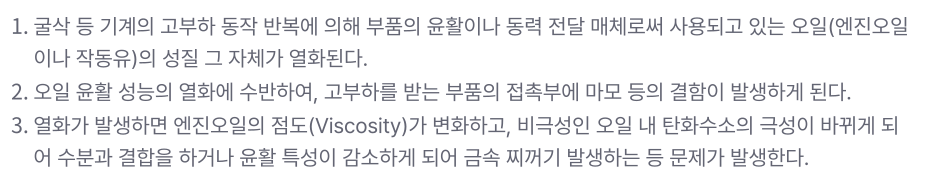 1. 굴삭 등 기계의 고부하 동작 반복에 의해 부품의 윤활이나 동력 전달 매체로써 사용되고 있는 오일(엔진오일
이나 작동유)의 성질 그 자체가 열화된다.
2. 오일 윤활 성능의 열화에 수반하여, 고부하를 받는 부품의 접촉부에 마모 등의 결함이 발생하게 된다.
3. 열화가 발생하면 엔진오일의 점도(Viscosity)가 변화하고, 비극성인 오일 내 탄화수소의 극성이 바뀌게 되
어 수분과 결합을 하거나 윤활 특성이 감소하게 되어 금속 찌꺼기 발생하는 등 문제가 발생한다.